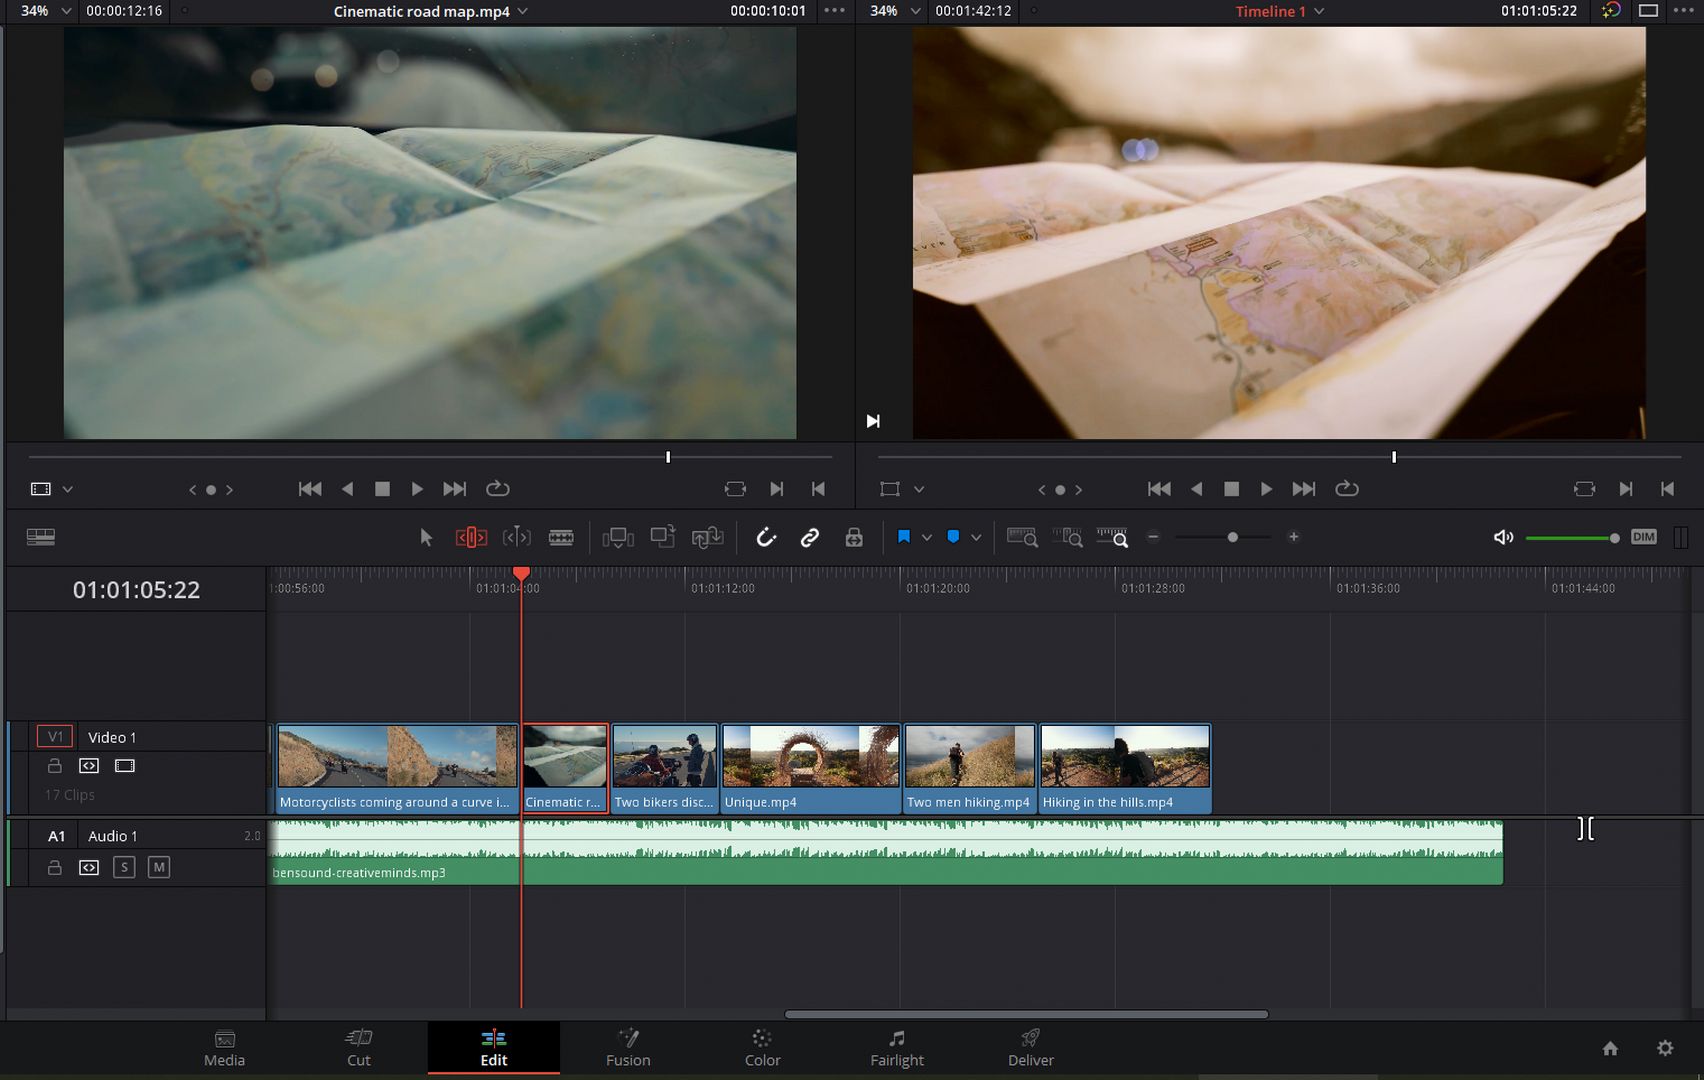 34% 00:00:12:16 Cinematic road map.mp4 00:00:10:01 34% 00:01:42:12 Timeline 1 01:01:05:22
DIM
01:01:05:22 1:00:56:00 01:01:04:00 01:01:12:00 01:01:20:00 01:01:28:00 01:01:36:00 01:01:44:00
V1 Video 1
17 Clips
Motorcyclists coming around a curve i... Cinematic r... Two bikers disc... Unique.mp4 Two men hiking.mp4 Hiking in the hills.mp4
A1 Audio 1 2.0
S M
bensound-creativeminds.mp3
Media Cut Edit Fusion Color Fairlight Deliver